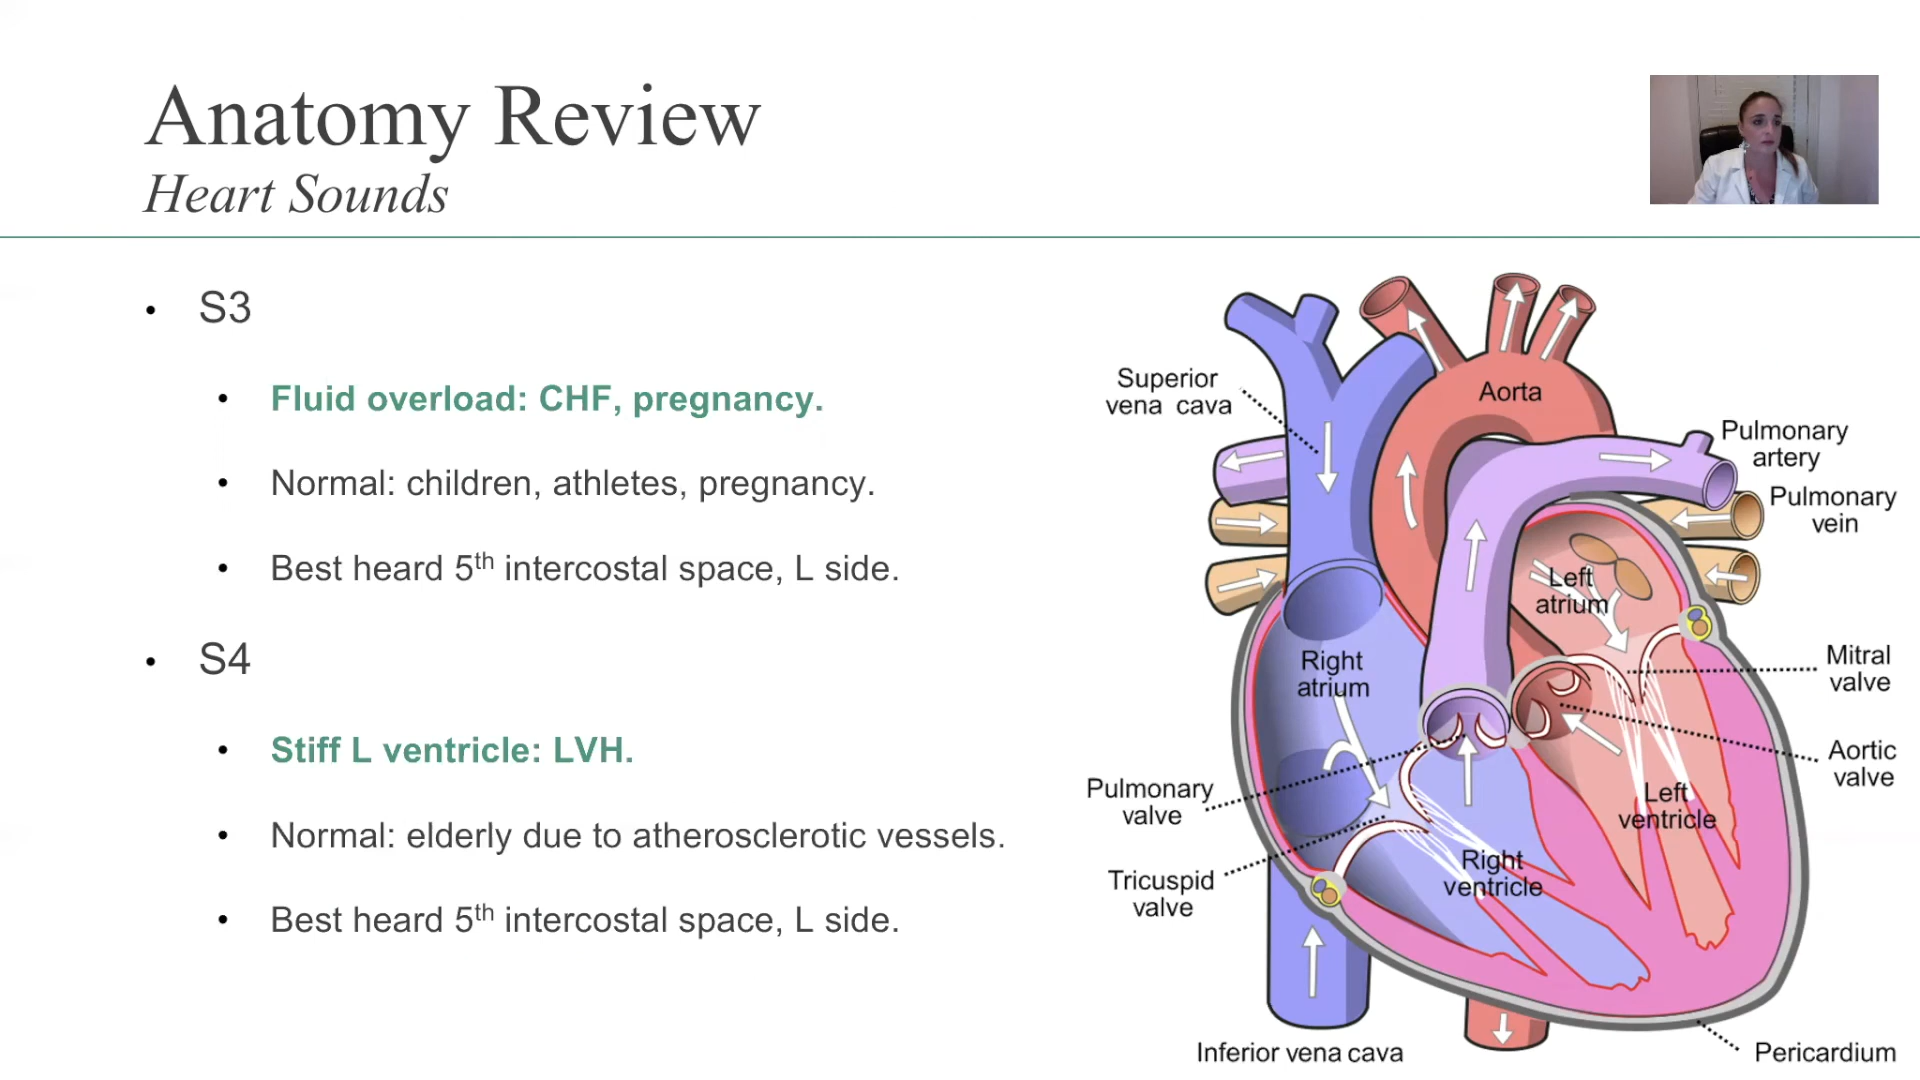 Anatomy Review
Heart Sounds
• S3
• Fluid overload: CHF, pregnancy.
• Normal: children, athletes, pregnancy.
• Best heard 5th intercostal space, L side.
• S4
• Stiff L ventricle: LVH.
• Normal: elderly due to atherosclerotic vessels.
• Best heard 5th intercostal space, L side.
Superior
vena cava
Aorta
Pulmonary
artery
Pulmonary
vein
Left
atrium
Right
atrium
Mitral
valve
Aortic
valve
Pulmonary
valve
Left
ventricle
Tricuspid
valve
Right
ventricle
Inferior vena cava
Pericardium